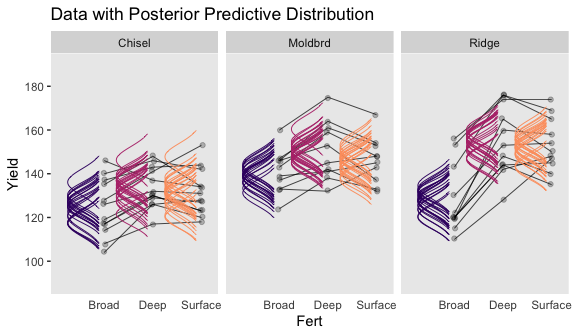 Data with Posterior Predictive Distribution
Chisel Moldbrd Ridge
Yield
180
160
140
120
100
Broad Deep Surface Broad Deep Surface Broad Deep Surface
Fert